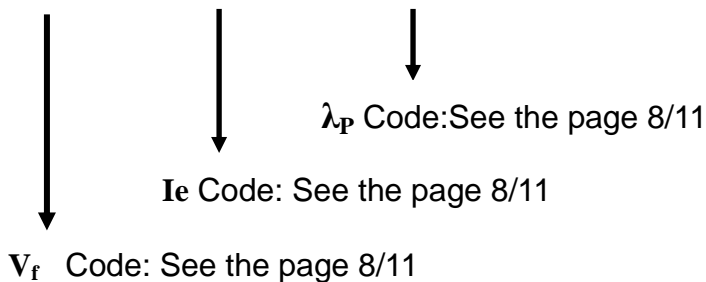 λP Code:See the page 8/11
Ie Code: See the page 8/11
Vf Code: See the page 8/11